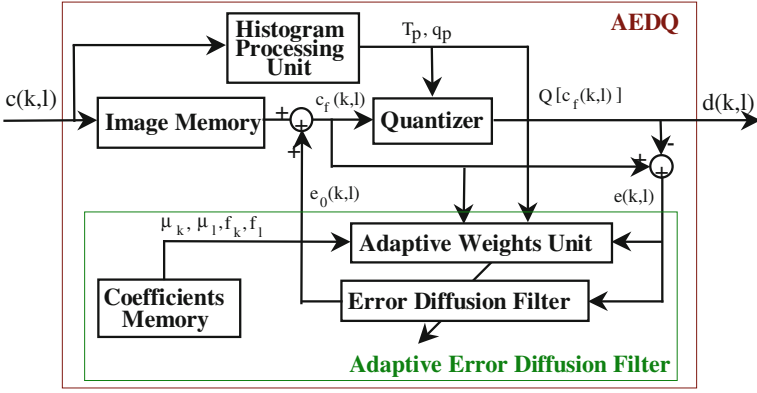 AEDQ
Histogram
Processing
Unit
T_p, q_p
c(k,l)
Image Memory
+
+
+
c_f(k,l)
Quantizer
Q[c_f(k,l)]
d(k,l)
-
+
+
e_0(k,l)
e(k,l)
μ_k, μ_l, f_k, f_l
Adaptive Weights Unit
Coefficients
Memory
Error Diffusion Filter
Adaptive Error Diffusion Filter